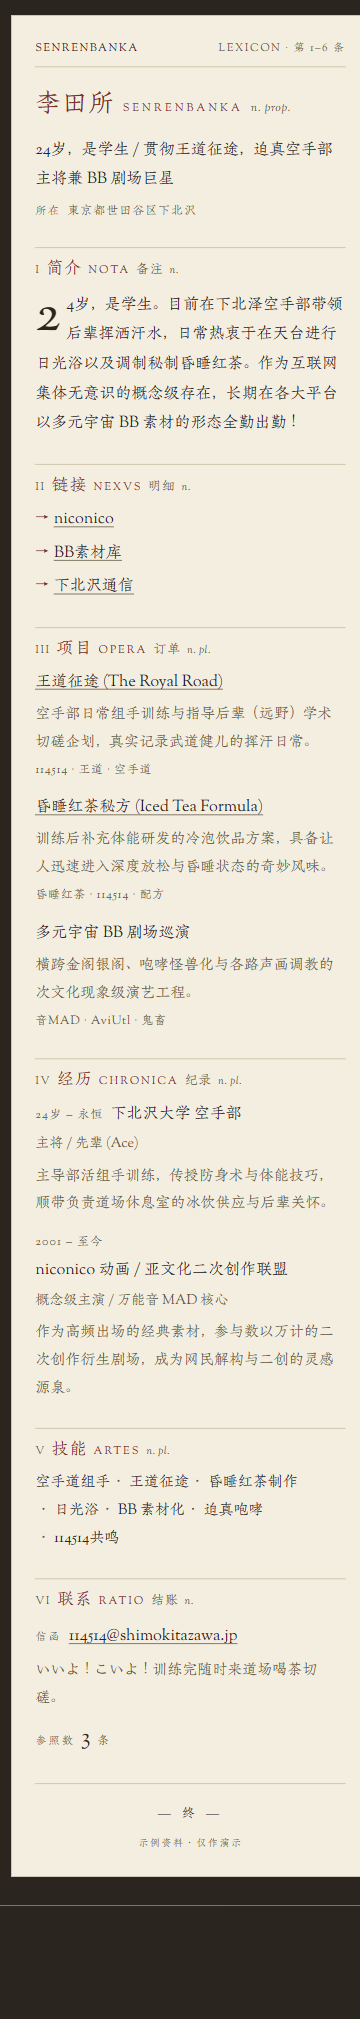 SENRENBANKA LEXICON · 第 1–6 条
李田所 SENRENBANKA n. prop.
24岁，是学生 / 贯彻王道征途，迫真空手部
主将兼 BB 剧场巨星
所在 東京都世田谷区下北沢
I 简介 NOTA 备注 n.
24岁，是学生。目前在下北泽空手部带领
后辈挥洒汗水，日常热衷于在天台进行
日光浴以及调制秘制昏睡红茶。作为互联网
集体无意识的概念级存在，长期在各大平台
以多元宇宙 BB 素材的形态全勤出勤！
II 链接 NEXVS 明细 n.
→ niconico
→ BB素材库
→ 下北沢通信
III 项目 OPERA 订单 n. pl.
王道征途 (The Royal Road)
空手部日常组手训练与指导后辈（远野）学术
切磋企划，真实记录武道健儿的挥汗日常。
114514 · 王道 · 空手道
昏睡红茶秘方 (Iced Tea Formula)
训练后补充体能研发的冷泡饮品方案，具备让
人迅速进入深度放松与昏睡状态的奇妙风味。
昏睡红茶 · 114514 · 配方
多元宇宙 BB 剧场巡演
横跨金阁银阁、咆哮怪兽化与各路声画调教的
次文化现象级演艺工程。
音MAD · AviUtl · 鬼畜
IV 经历 CHRONICA 纪录 n. pl.
24岁 – 永恒 下北沢大学 空手部
主将 / 先辈 (Ace)
主导部活组手训练，传授防身术与体能技巧，
顺带负责道场休息室的冰饮供应与后辈关怀。
2001 – 至今
niconico 动画 / 亚文化二次创作联盟
概念级主演 / 万能音 MAD 核心
作为高频出场的经典素材，参与数以万计的二
次创作衍生剧场，成为网民解构与二创的灵感
源泉。
V 技能 ARTES n. pl.
空手道组手 · 王道征途 · 昏睡红茶制作
· 日光浴 · BB 素材化 · 迫真咆哮
· 114514共鸣
VI 联系 RATIO 结账 n.
信函 114514@shimokitazawa.jp
いいよ！こいよ！训练完随时来道场喝茶切
磋。
参照数 3 条
— 终 —
示例资料 · 仅作演示